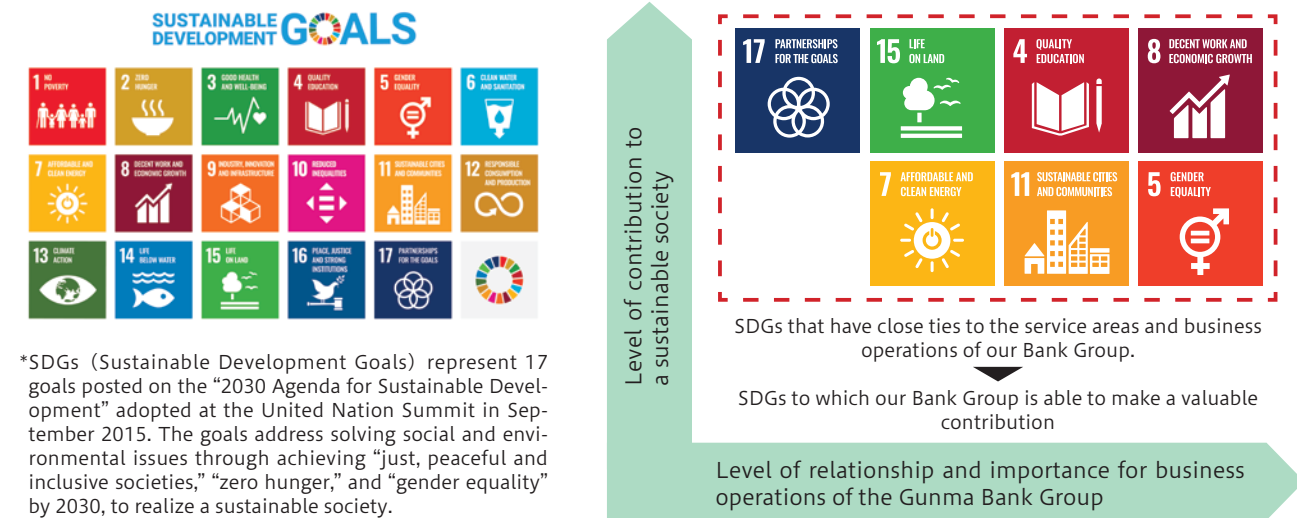 SUSTAINABLE
DEVELOPMENT GOALS
1 NO
POVERTY
2 ZERO
HUNGER
3 GOOD HEALTH
AND WELL-BEING
4 QUALITY
EDUCATION
5 GENDER
EQUALITY
6 CLEAN WATER
AND SANITATION
7 AFFORDABLE AND
CLEAN ENERGY
8 DECENT WORK AND
ECONOMIC GROWTH
9 INDUSTRY, INNOVATION
AND INFRASTRUCTURE
10 REDUCED
INEQUALITIES
11 SUSTAINABLE CITIES
AND COMMUNITIES
12 RESPONSIBLE
CONSUMPTION
AND PRODUCTION
13 CLIMATE
ACTION
14 LIFE
BELOW WATER
15 LIFE
ON LAND
16 PEACE, JUSTICE
AND STRONG
INSTITUTIONS
17 PARTNERSHIPS
FOR THE GOALS
*SDGs (Sustainable Development Goals) represent 17
goals posted on the “2030 Agenda for Sustainable Devel-
opment” adopted at the United Nation Summit in Sep-
tember 2015. The goals address solving social and envi-
ronmental issues through achieving “just, peaceful and
inclusive societies,” “zero hunger,” and “gender equality”
by 2030, to realize a sustainable society.
Level of contribution to
a sustainable society
17 PARTNERSHIPS
FOR THE GOALS
15 LIFE
ON LAND
4 QUALITY
EDUCATION
8 DECENT WORK AND
ECONOMIC GROWTH
7 AFFORDABLE AND
CLEAN ENERGY
11 SUSTAINABLE CITIES
AND COMMUNITIES
5 GENDER
EQUALITY
SDGs that have close ties to the service areas and business
operations of our Bank Group.
SDGs to which our Bank Group is able to make a valuable
contribution
Level of relationship and importance for business
operations of the Gunma Bank Group